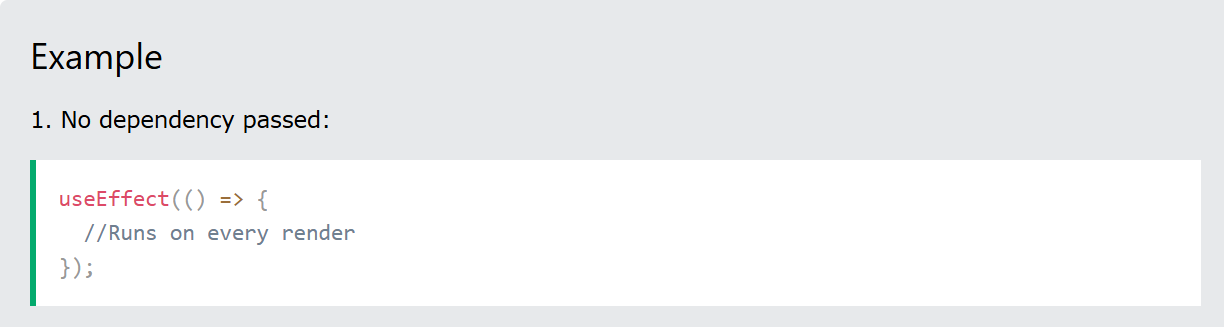 Example
1. No dependency passed:
useEffect(() => {
  //Runs on every render
});